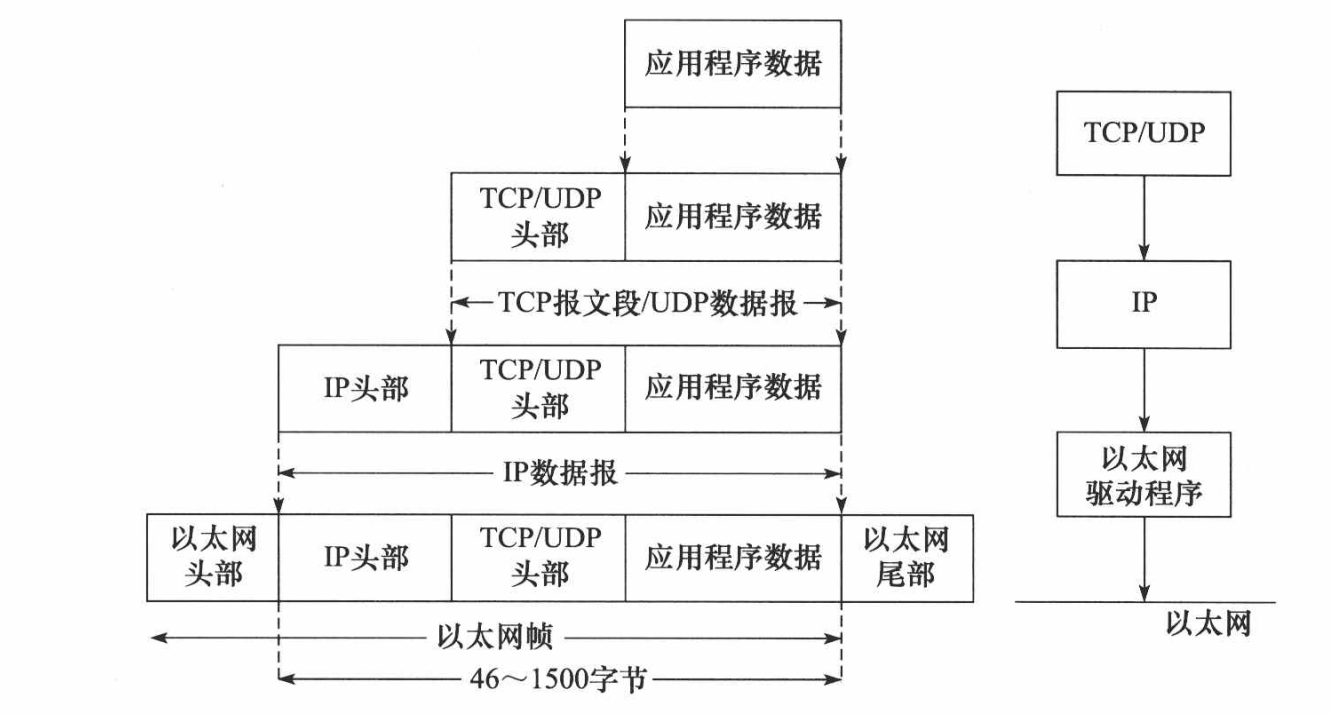 应用程序数据
TCP/UDP
头部
应用程序数据
TCP报文段/UDP数据报
IP头部
TCP/UDP
头部
应用程序数据
IP数据报
以太网
头部
IP头部
TCP/UDP
头部
应用程序数据
以太网
尾部
以太网帧
46～1500字节
TCP/UDP
IP
以太网
驱动程序
以太网